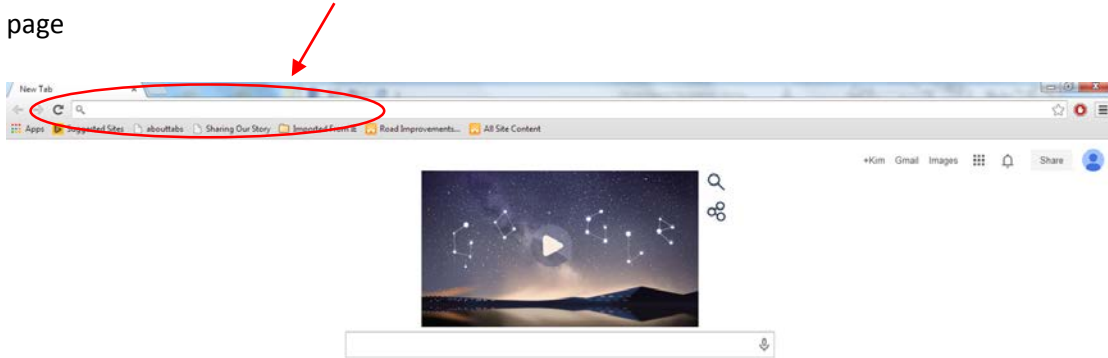 page
New Tab
Apps Suggested Sites abouttabs Sharing Our Story Imported From IE Road Improvements... All Site Content
+Kim Gmail Images Share
GOOGLE